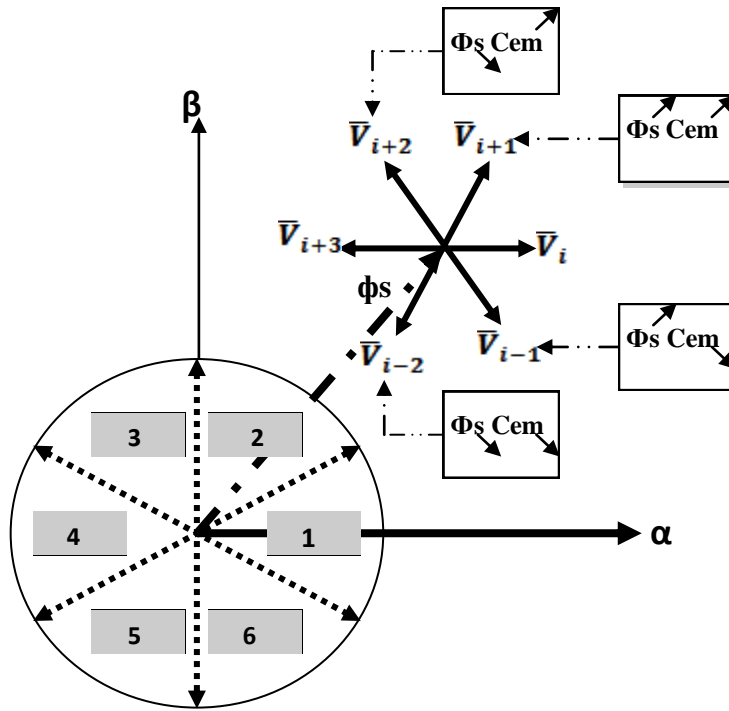 Φs Cem
β
Φs Cem
V̅ᵢ₊₂ V̅ᵢ₊₁
V̅ᵢ₊₃ V̅ᵢ
ϕs
V̅ᵢ₋₂ V̅ᵢ₋₁
Φs Cem
Φs Cem
3 2
4 1
α
5 6